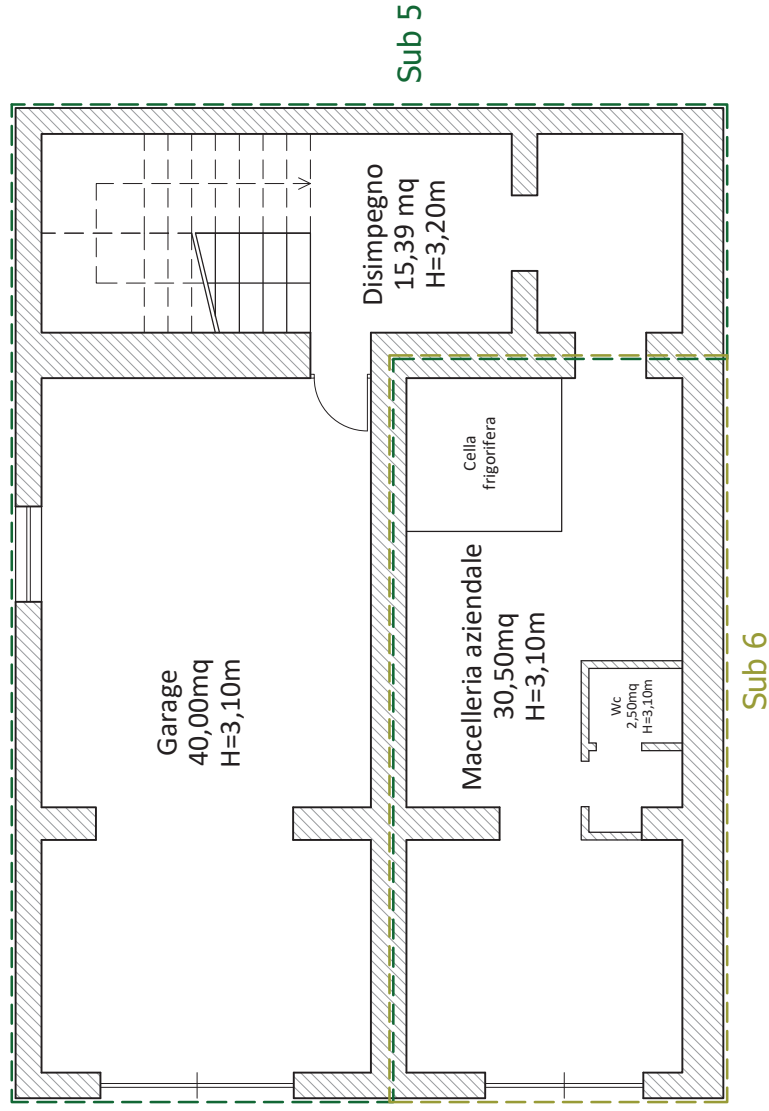 Sub 5
Disimpegno
15,39 mq
H=3,20m
Cella
frigorifera
Garage
40,00mq
H=3,10m
Macelleria aziendale
30,50mq
H=3,10m
Wc
2,50mq
H=3,10m
Sub 6